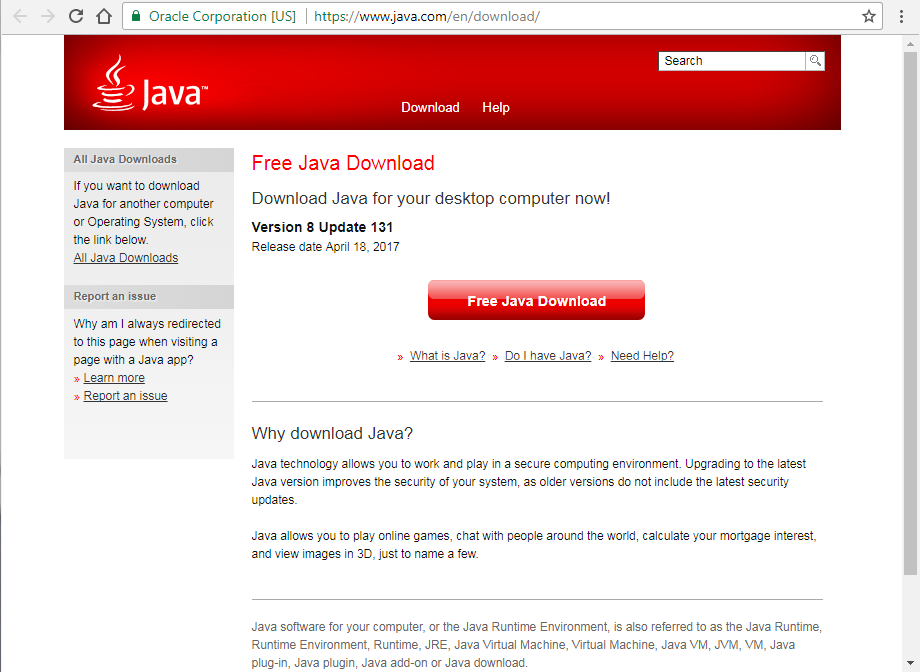 Oracle Corporation [US]
https://www.java.com/en/download/
Java™
Search
Download Help
All Java Downloads
If you want to download
Java for another computer
or Operating System, click
the link below.
All Java Downloads
Report an issue
Why am I always redirected
to this page when visiting a
page with a Java app?
» Learn more
» Report an issue
Free Java Download
Download Java for your desktop computer now!
Version 8 Update 131
Release date April 18, 2017
Free Java Download
» What is Java? » Do I have Java? » Need Help?
Why download Java?
Java technology allows you to work and play in a secure computing environment. Upgrading to the latest
Java version improves the security of your system, as older versions do not include the latest security
updates.
Java allows you to play online games, chat with people around the world, calculate your mortgage interest,
and view images in 3D, just to name a few.
Java software for your computer, or the Java Runtime Environment, is also referred to as the Java Runtime,
Runtime Environment, Runtime, JRE, Java Virtual Machine, Virtual Machine, Java VM, JVM, VM, Java
plug-in, Java plugin, Java add-on or Java download.